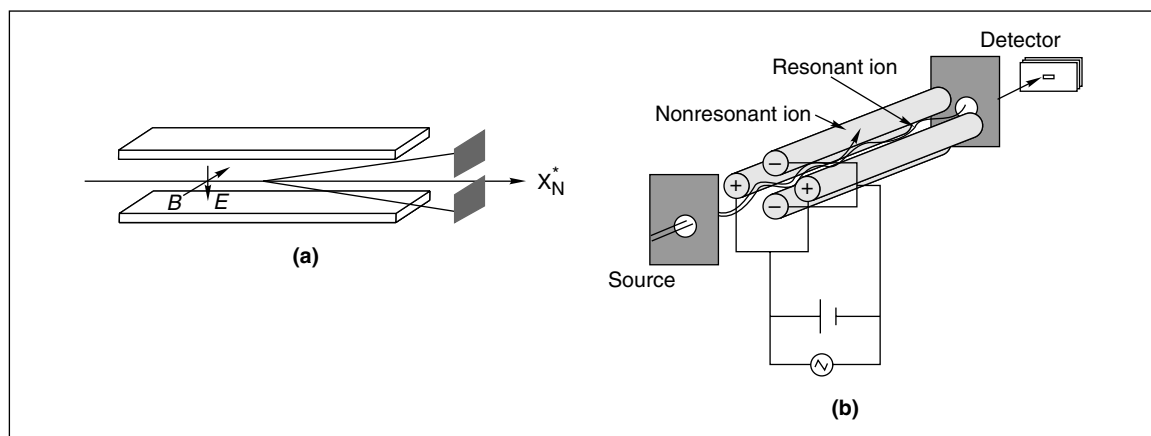 B
E
X*N
(a)
Detector
Resonant ion
Nonresonant ion
−
+
+
−
Source
(b)